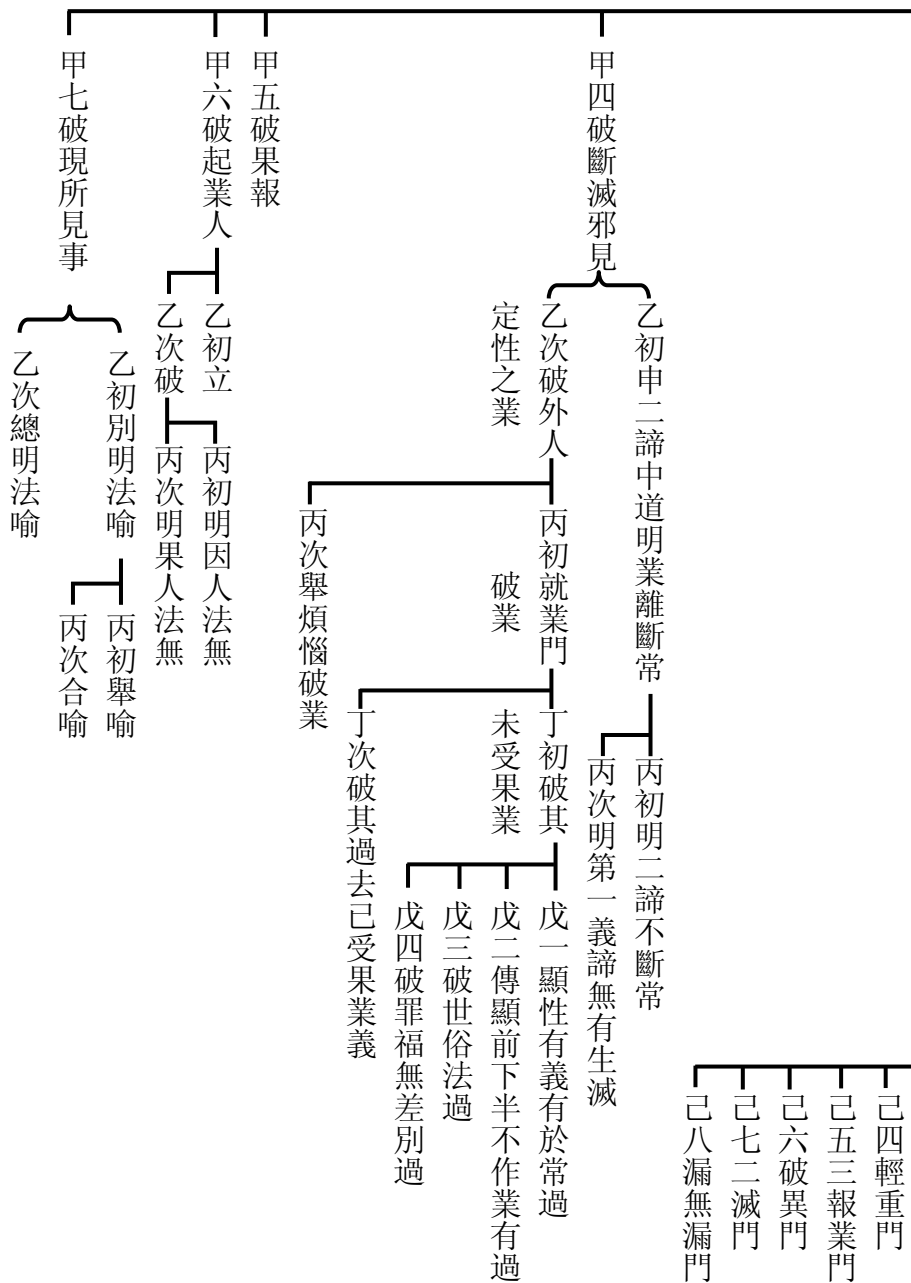 己四輕重門
己五三報業門
己六破異門
己七二滅門
己八漏無漏門
甲四破斷滅邪見
乙初申二諦中道明業離斷常
丙初明二諦不斷常
丙次明第一義諦無有生滅
乙次破外人
定性之業
丙初就業門
破業
丁初破其
未受果業
戊一顯性有義有於常過
戊二傳顯前下半不作業有過
戊三破世俗法過
戊四破罪福無差別過
丁次破其過去已受果業義
丙次舉煩惱破業
甲五破果報
甲六破起業人
乙初立
乙次破
丙初明因人法無
丙次明果人法無
甲七破現所見事
乙初別明法喻
丙初舉喻
丙次合喻
乙次總明法喻